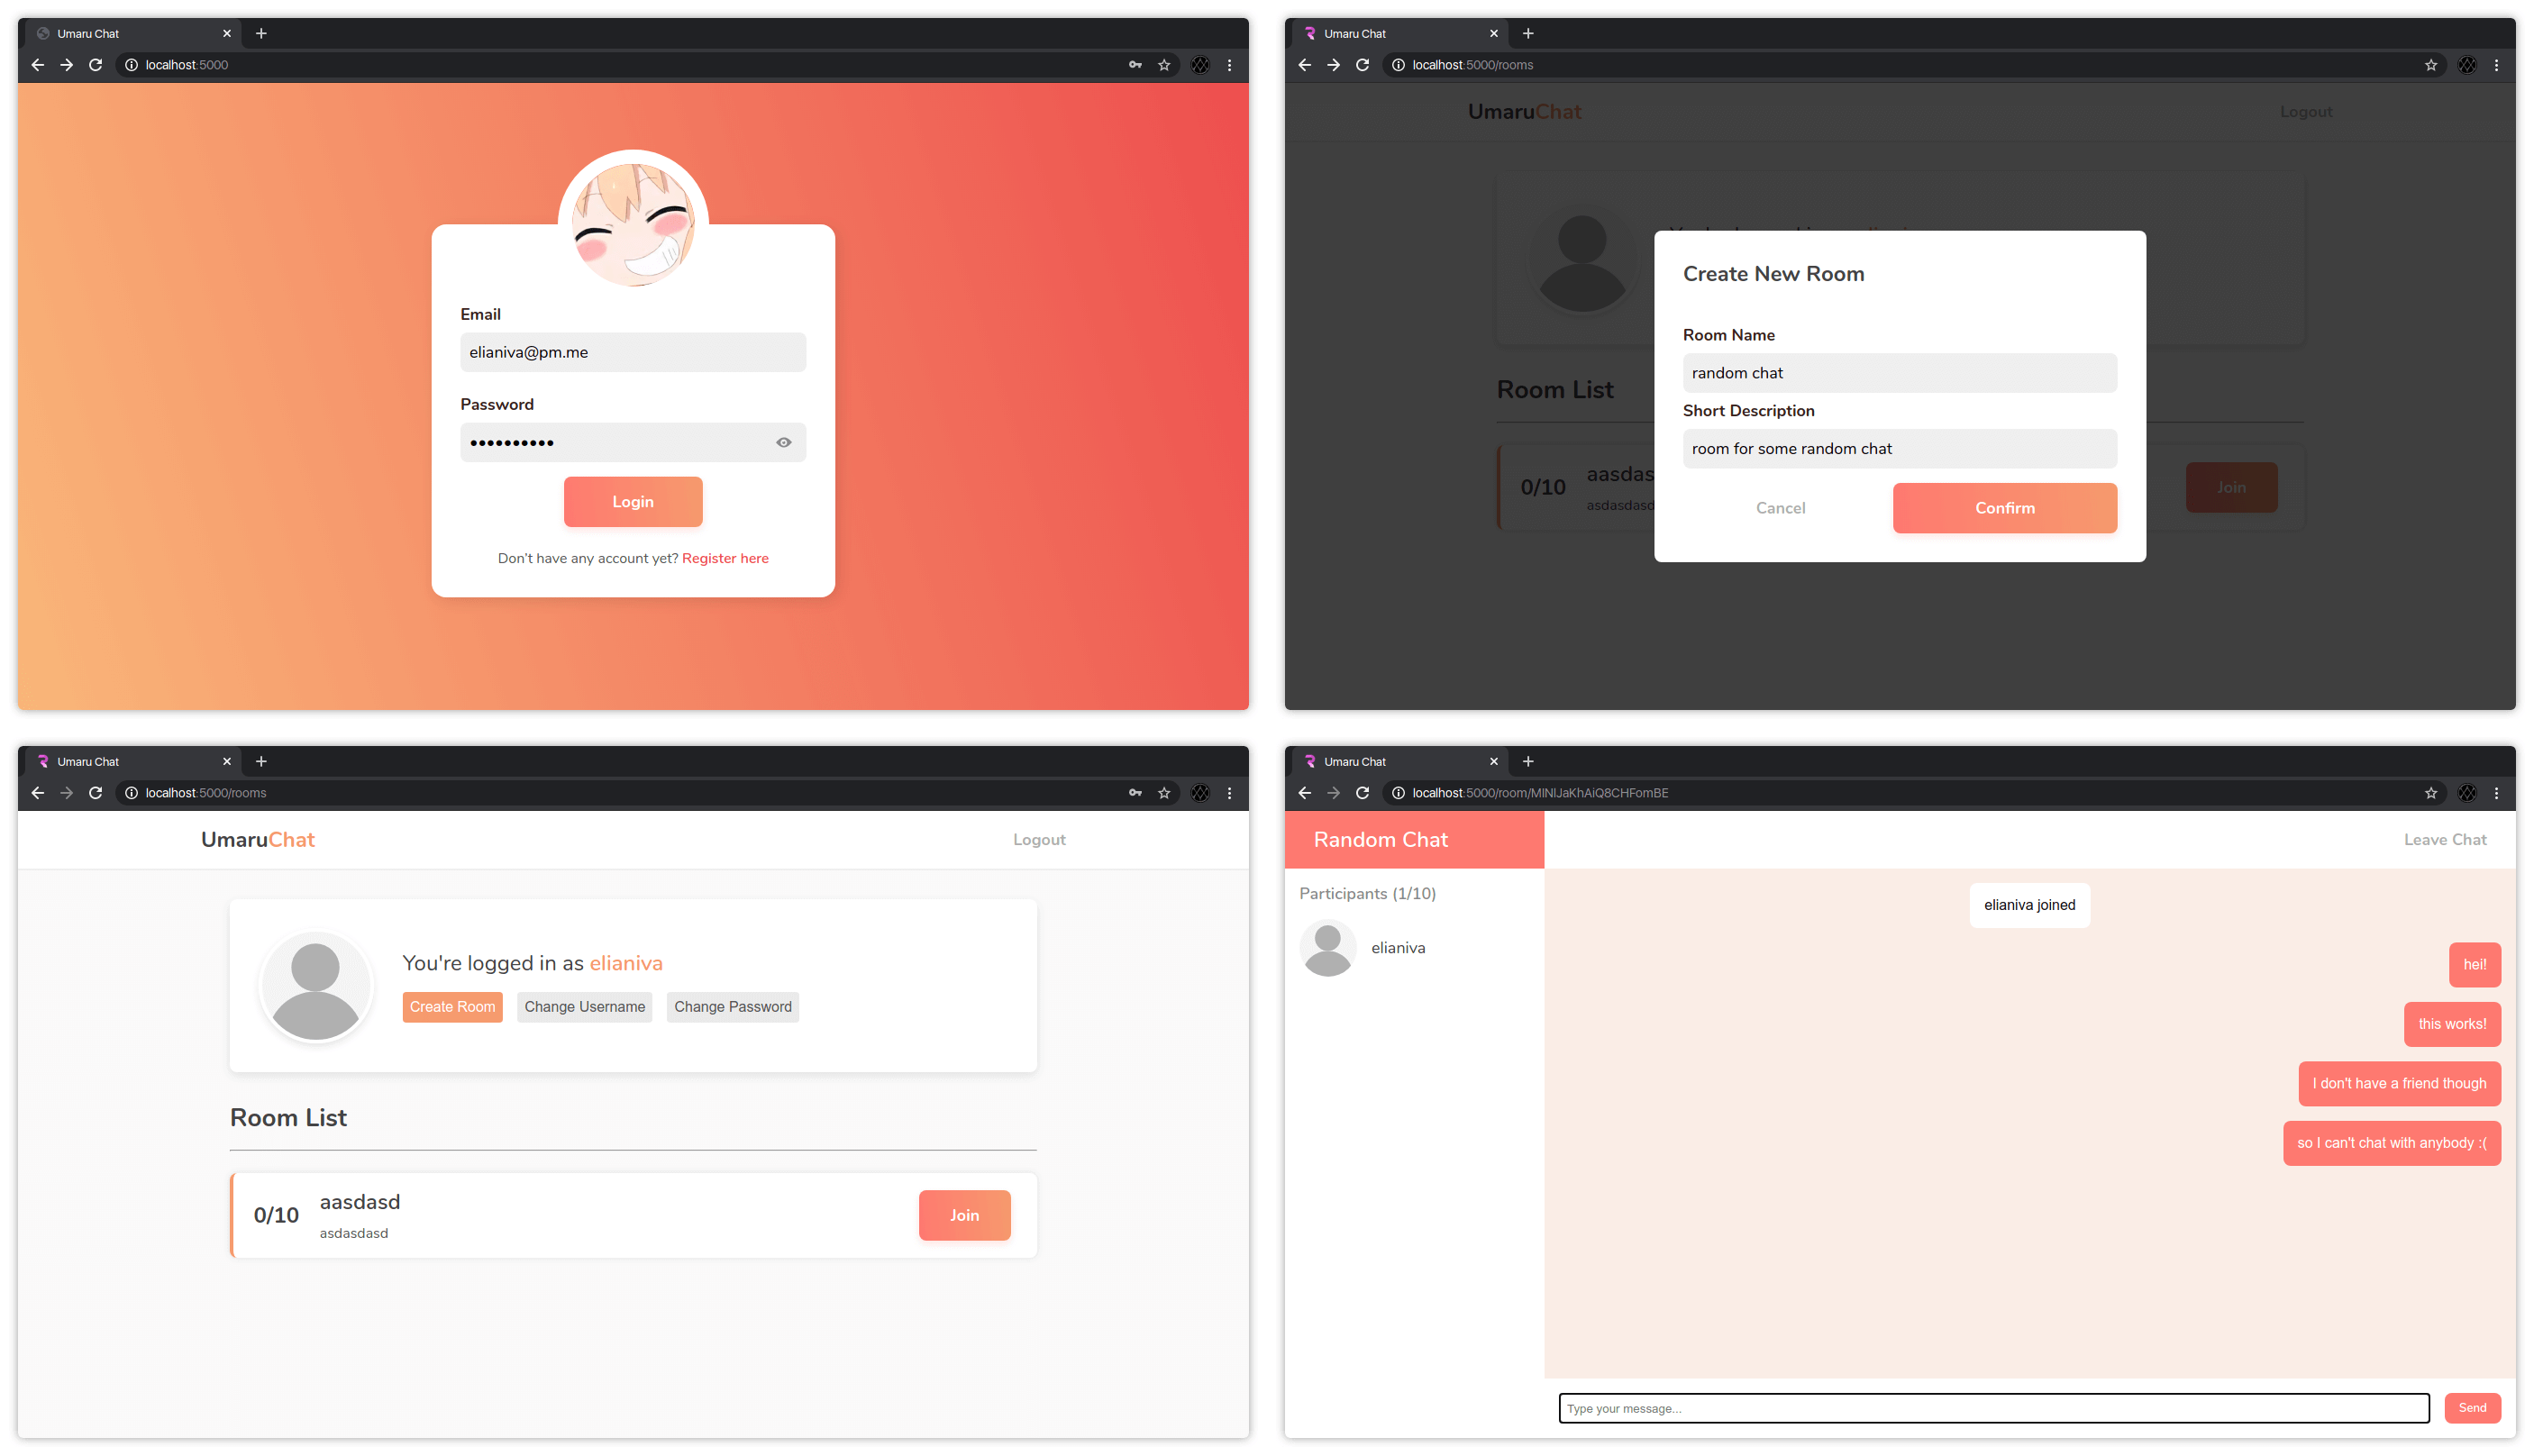 Umaru Chat
localhost:5000
Email
elianiva@pm.me
Password
Login
Don't have any account yet? Register here
Umaru Chat
localhost:5000/rooms
UmaruChat
Logout
Create New Room
Room Name
random chat
Short Description
room for some random chat
Cancel
Confirm
Room List
0/10
aasdas
asdasdasd
Join
Umaru Chat
localhost:5000/rooms
UmaruChat
Logout
You're logged in as elianiva
Create Room
Change Username
Change Password
Room List
0/10
aasdasd
asdasdasd
Join
Umaru Chat
localhost:5000/room/MINIJaKhAiQ8CHFomBE
Random Chat
Leave Chat
Participants (1/10)
elianiva
elianiva joined
hei!
this works!
I don't have a friend though
so I can't chat with anybody :(
Type your message...
Send